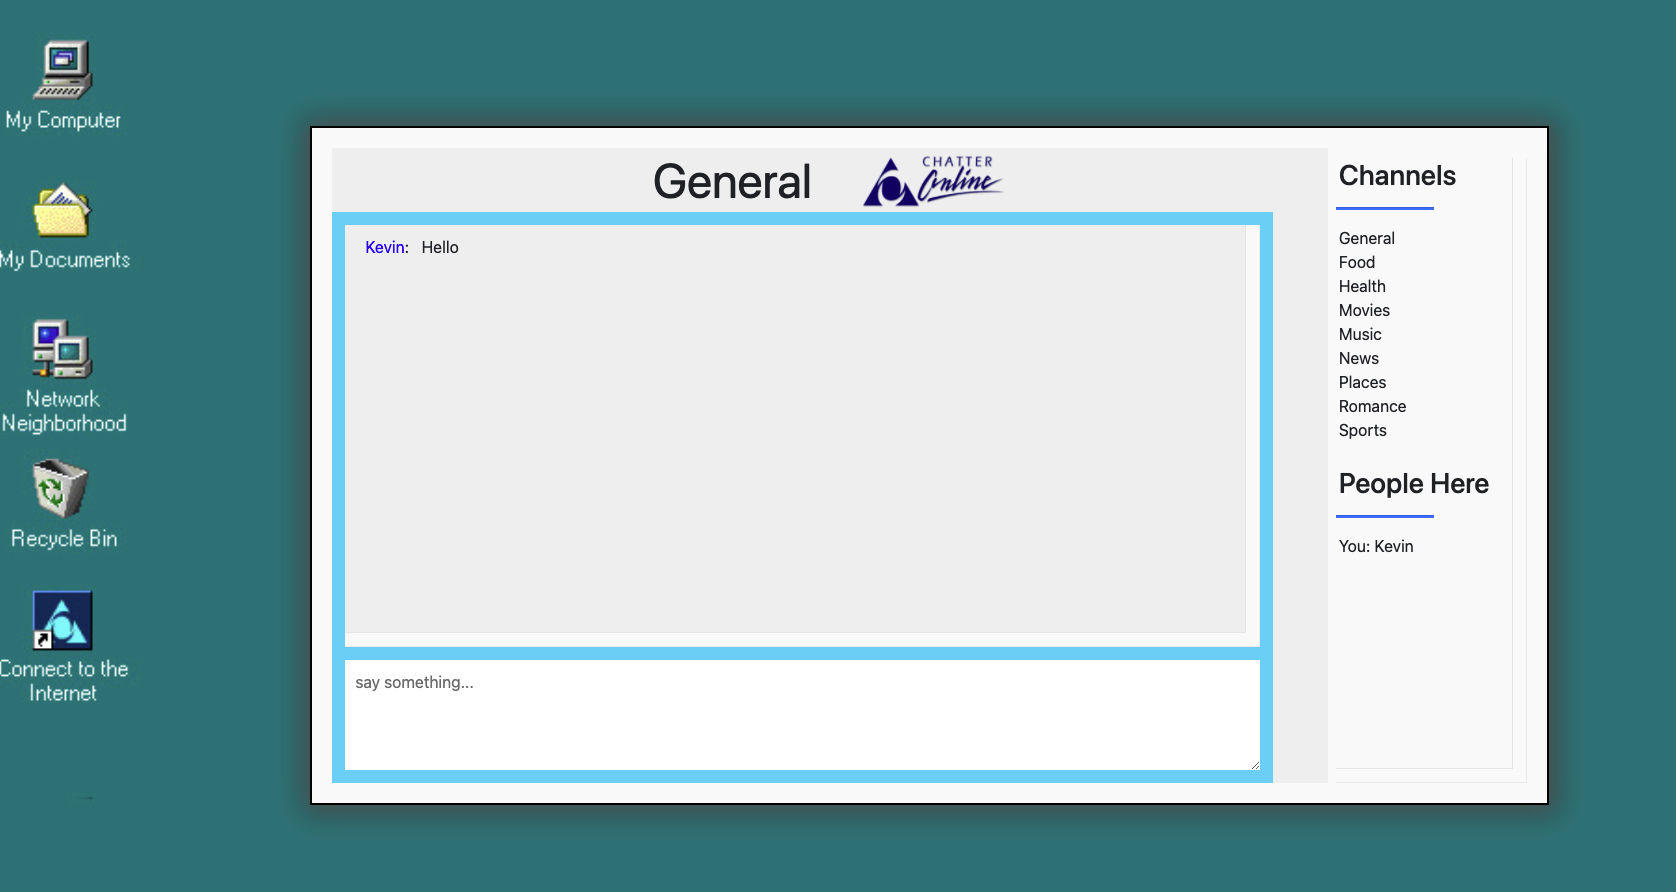 My Computer
My Documents
Network
Neighborhood
Recycle Bin
Connect to the
Internet
General
CHATTER
Online
Kevin: Hello
say something...
Channels
General
Food
Health
Movies
Music
News
Places
Romance
Sports
People Here
You: Kevin